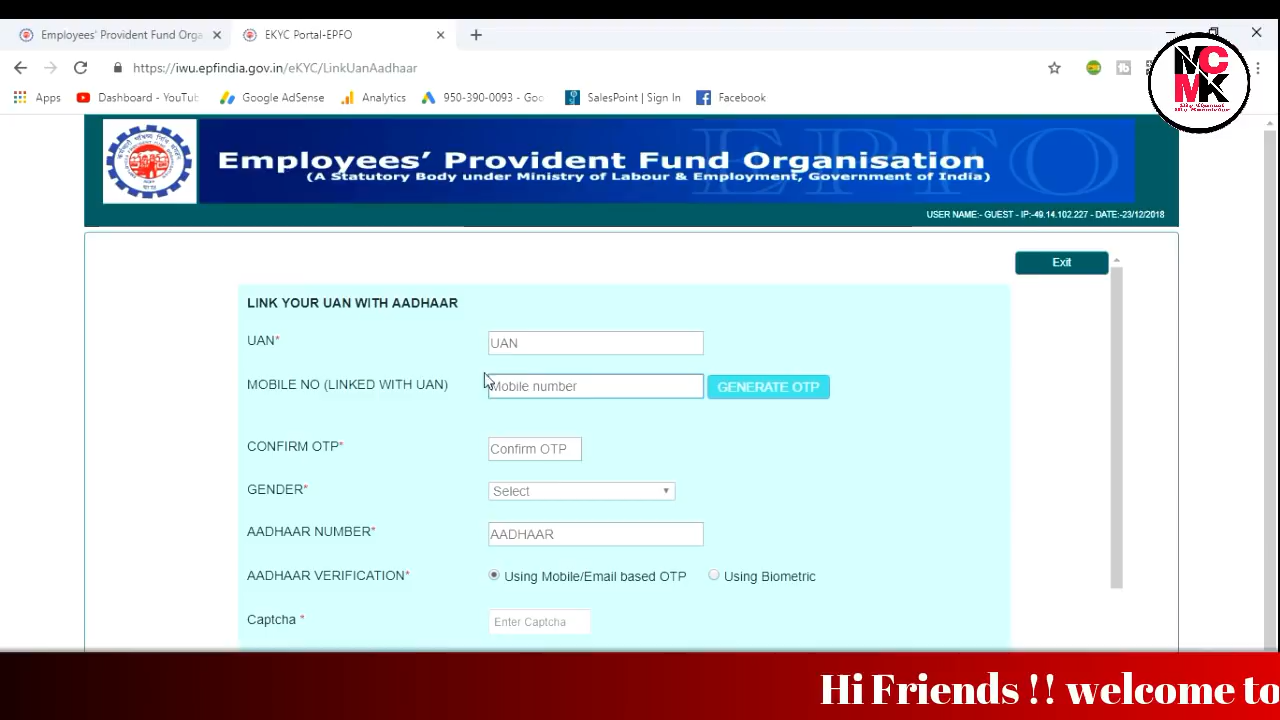 Employees' Provident Fund Orga
EKYC Portal-EPFO
https://iwu.epfindia.gov.in/eKYC/LinkUanAadhaar
Apps
Dashboard - YouTub
Google AdSense
Analytics
950-390-0093 - Goo
SalesPoint | Sign In
Facebook
MC
MK
Employees' Provident Fund Organisation
(A Statutory Body under Ministry of Labour & Employment, Government of India)
EPFO
USER NAME:- GUEST - IP:-49.14.102.227 - DATE:-23/12/2018
Exit
LINK YOUR UAN WITH AADHAAR
UAN*
UAN
MOBILE NO (LINKED WITH UAN)
Mobile number
GENERATE OTP
CONFIRM OTP*
Confirm OTP
GENDER*
Select
AADHAAR NUMBER*
AADHAAR
AADHAAR VERIFICATION*
Using Mobile/Email based OTP
Using Biometric
Captcha *
Enter Captcha
Hi Friends !! welcome to